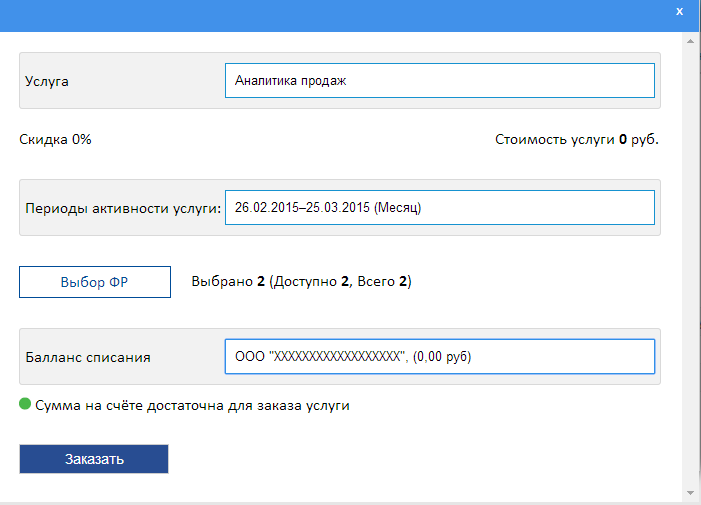 x
Услуга
Аналитика продаж
Скидка 0%
Стоимость услуги 0 руб.
Периоды активности услуги:
26.02.2015–25.03.2015 (Месяц)
Выбор ФР
Выбрано 2 (Доступно 2, Всего 2)
Балланс списания
ООО "XXXXXXXXXXXXXXXXXX", (0,00 руб)
Сумма на счёте достаточна для заказа услуги
Заказать